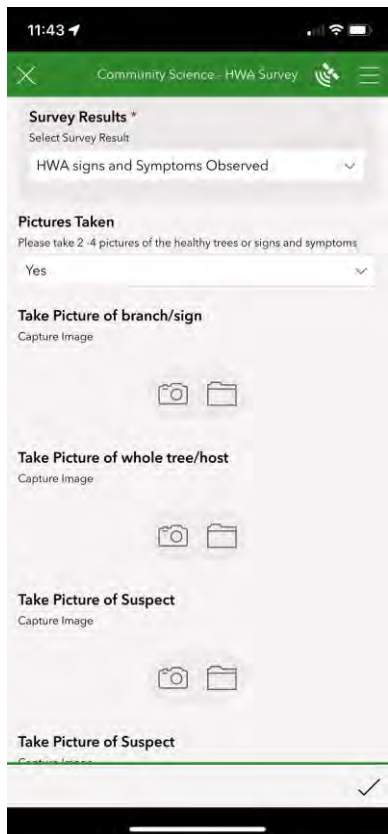 11:43
Community Science - HWA Survey
Survey Results *
Select Survey Result
HWA signs and Symptoms Observed
Pictures Taken
Please take 2 -4 pictures of the healthy trees or signs and symptoms
Yes
Take Picture of branch/sign
Capture Image
Take Picture of whole tree/host
Capture Image
Take Picture of Suspect
Capture Image
Take Picture of Suspect
Capture Image